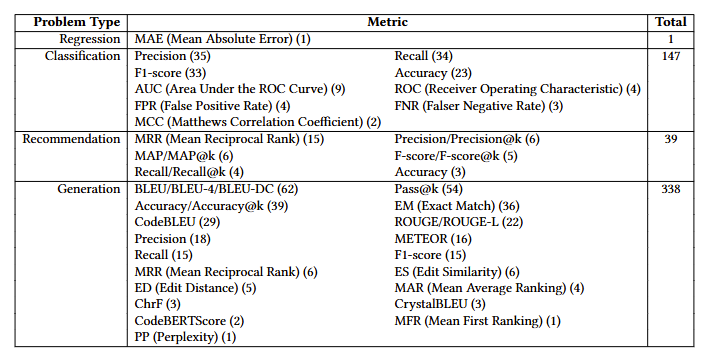 Problem Type Metric Total
Regression MAE (Mean Absolute Error) (1) 1
Classification Precision (35) Recall (34) 147
F1-score (33) Accuracy (23)
AUC (Area Under the ROC Curve) (9) ROC (Receiver Operating Characteristic) (4)
FPR (False Positive Rate) (4) FNR (Falser Negative Rate) (3)
MCC (Matthews Correlation Coefficient) (2)
Recommendation MRR (Mean Reciprocal Rank) (15) Precision/Precision@k (6) 39
MAP/MAP@k (6) F-score/F-score@k (5)
Recall/Recall@k (4) Accuracy (3)
Generation BLEU/BLEU-4/BLEU-DC (62) Pass@k (54) 338
Accuracy/Accuracy@k (39) EM (Exact Match) (36)
CodeBLEU (29) ROUGE/ROUGE-L (22)
Precision (18) METEOR (16)
Recall (15) F1-score (15)
MRR (Mean Reciprocal Rank) (6) ES (Edit Similarity) (6)
ED (Edit Distance) (5) MAR (Mean Average Ranking) (4)
ChrF (3) CrystalBLEU (3)
CodeBERTScore (2) MFR (Mean First Ranking) (1)
PP (Perplexity) (1)